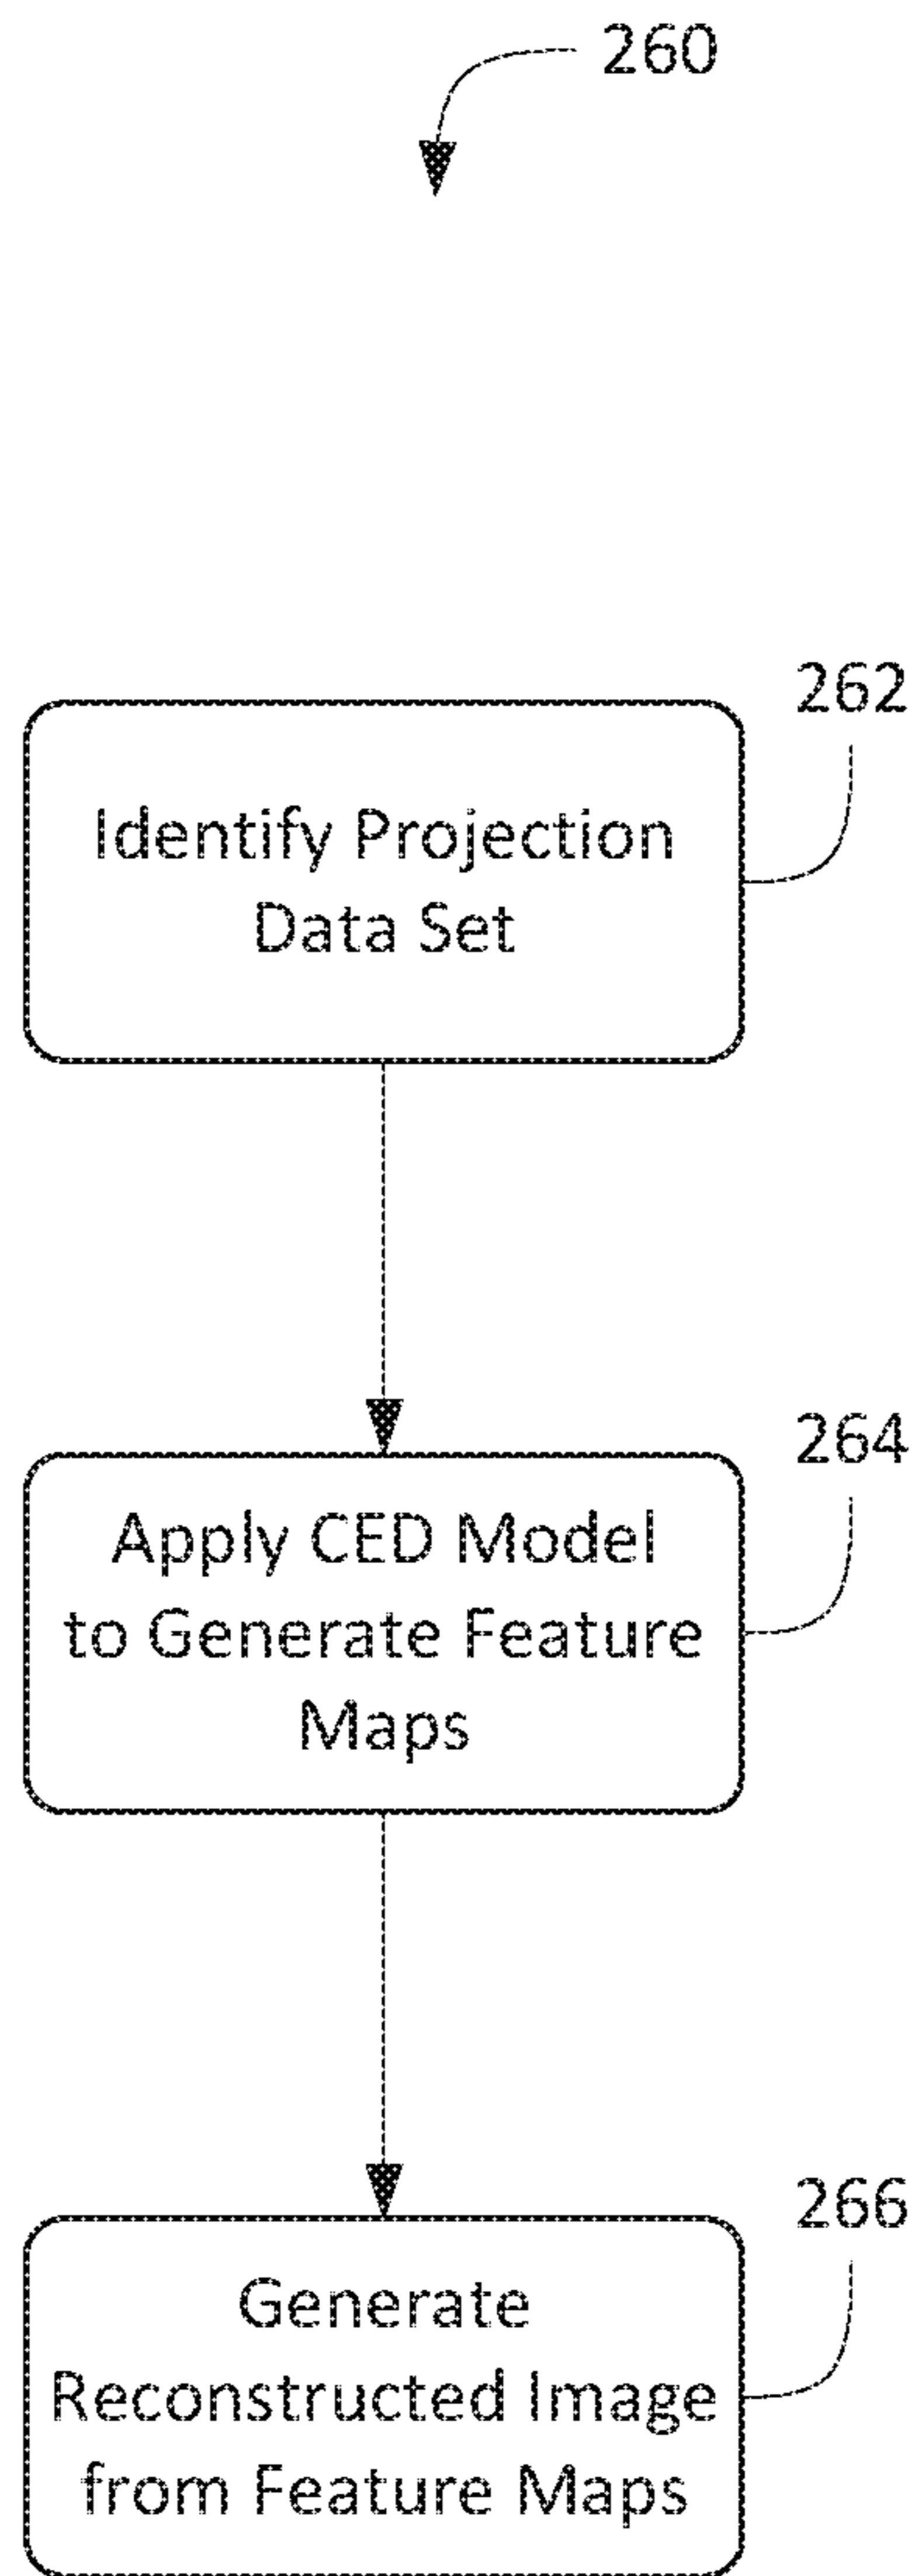 260
262
Identify Projection
Data Set
264
Apply CED Model
to Generate Feature
Maps
266
Generate
Reconstructed Image
from Feature Maps